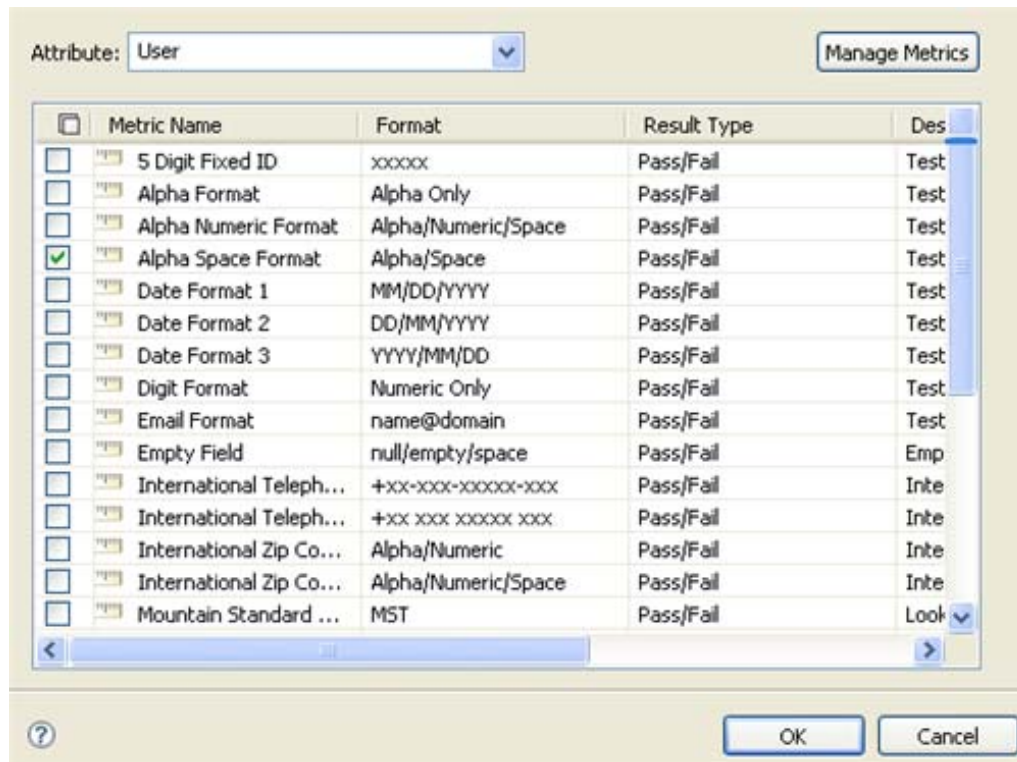 Attribute: User Manage Metrics
Metric Name Format Result Type Des
5 Digit Fixed ID xxxxx Pass/Fail Test
Alpha Format Alpha Only Pass/Fail Test
Alpha Numeric Format Alpha/Numeric/Space Pass/Fail Test
Alpha Space Format Alpha/Space Pass/Fail Test
Date Format 1 MM/DD/YYYY Pass/Fail Test
Date Format 2 DD/MM/YYYY Pass/Fail Test
Date Format 3 YYYY/MM/DD Pass/Fail Test
Digit Format Numeric Only Pass/Fail Test
Email Format name@domain Pass/Fail Test
Empty Field null/empty/space Pass/Fail Emp
International Teleph... +xx-xxx-xxxxx-xxx Pass/Fail Inte
International Teleph... +xx xxx xxxxx xxx Pass/Fail Inte
International Zip Co... Alpha/Numeric Pass/Fail Inte
International Zip Co... Alpha/Numeric/Space Pass/Fail Inte
Mountain Standard ... MST Pass/Fail Look
? OK Cancel